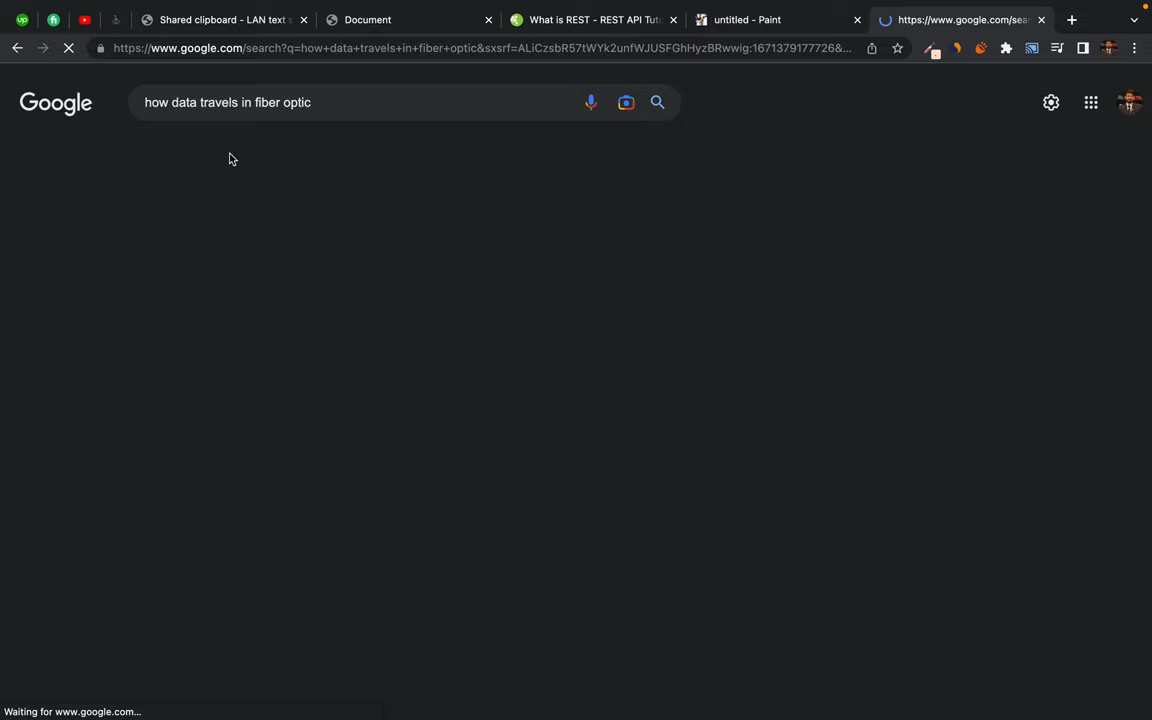 Shared clipboard - LAN text s
Document
What is REST - REST API Tuto
untitled - Paint
https://www.google.com/sear
https://www.google.com/search?q=how+data+travels+in+fiber+optic&sxsrf=ALiCzsbR57tWYk2unfWJUSFGhHyzBRwwig:1671379177726&...
Google
how data travels in fiber optic
Waiting for www.google.com...